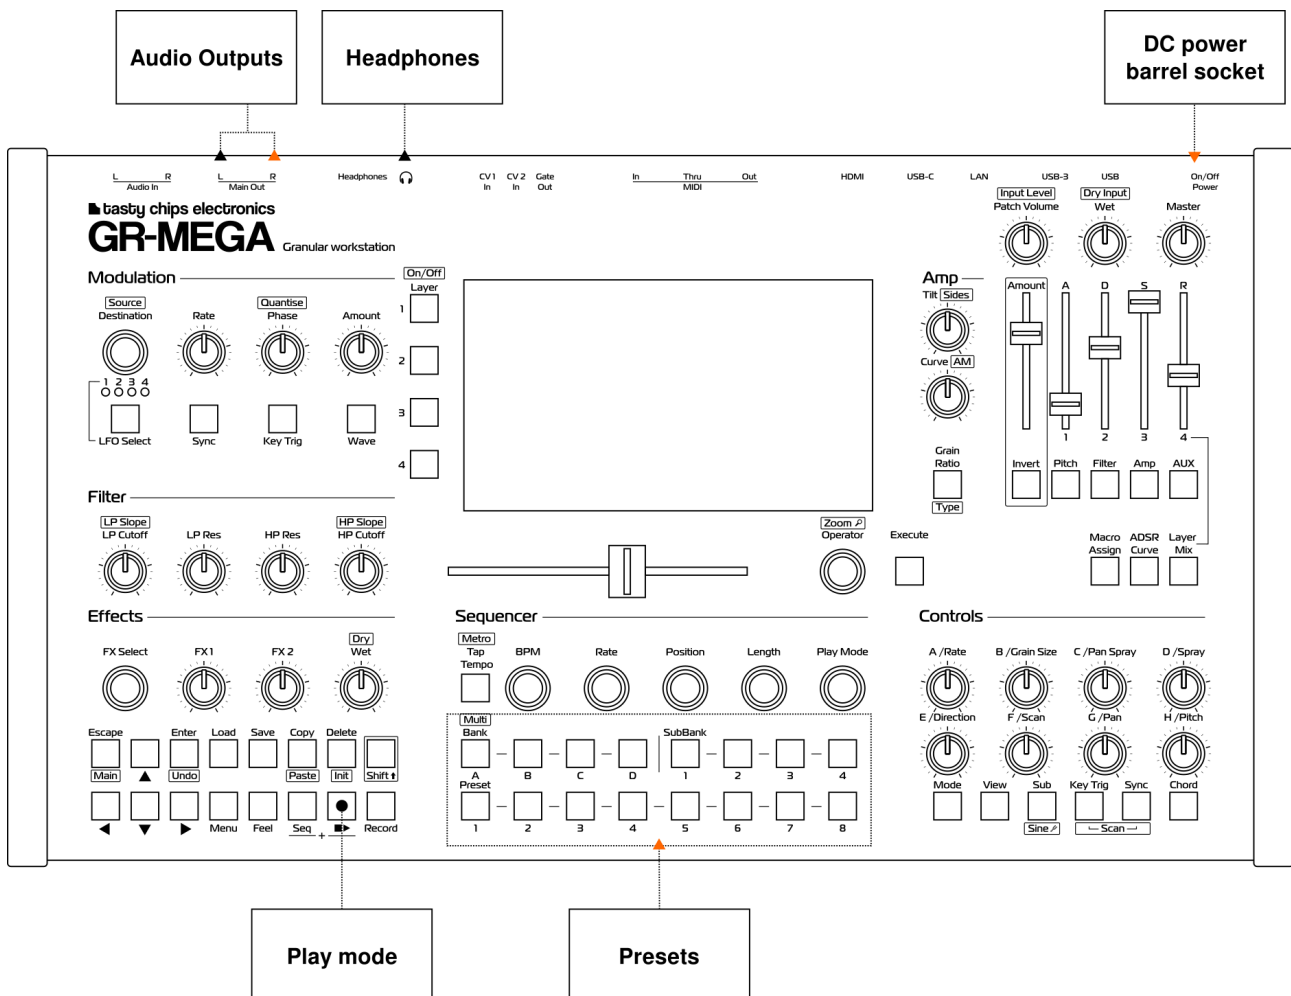 Audio Outputs
Headphones
DC power
barrel socket
L R
Audio In
L R
Main Out
Headphones
CV 1 CV 2 Gate
In In Out
In Thru Out
MIDI
HDMI
USB-C
LAN
USB-3
USB
On/Off
Power
tasty chips electronics
GR-MEGA Granular workstation
Input Level
Patch Volume
Dry Input
Wet
Master
Modulation
Source
Destination
Rate
Quantise
Phase
Amount
1 2 3 4
LFO Select
Sync
Key Trig
Wave
On/Off
Layer
1
2
3
4
Amp
Tilt Sides
Curve AM
Grain
Ratio
Type
Amount A D S R
1 2 3 4
Invert Pitch Filter Amp AUX
Macro
Assign
ADSR
Curve
Layer
Mix
Filter
LP Slope
LP Cutoff
LP Res
HP Res
HP Slope
HP Cutoff
Zoom
Operator
Execute
Effects
FX Select
FX 1
FX 2
Dry
Wet
Sequencer
Metro
Tap
Tempo
BPM
Rate
Position
Length
Play Mode
Controls
A /Rate B /Grain Size C /Pan Spray D /Spray
E /Direction F /Scan G /Pan H /Pitch
Mode View Sub Key Trig Sync Chord
Sine Scan
Escape Enter Load Save Copy Delete
Main Undo Paste Init Shift
Menu Feel Seq + Record
Multi
Bank SubBank
A B C D 1 2 3 4
Preset
1 2 3 4 5 6 7 8
Play mode
Presets